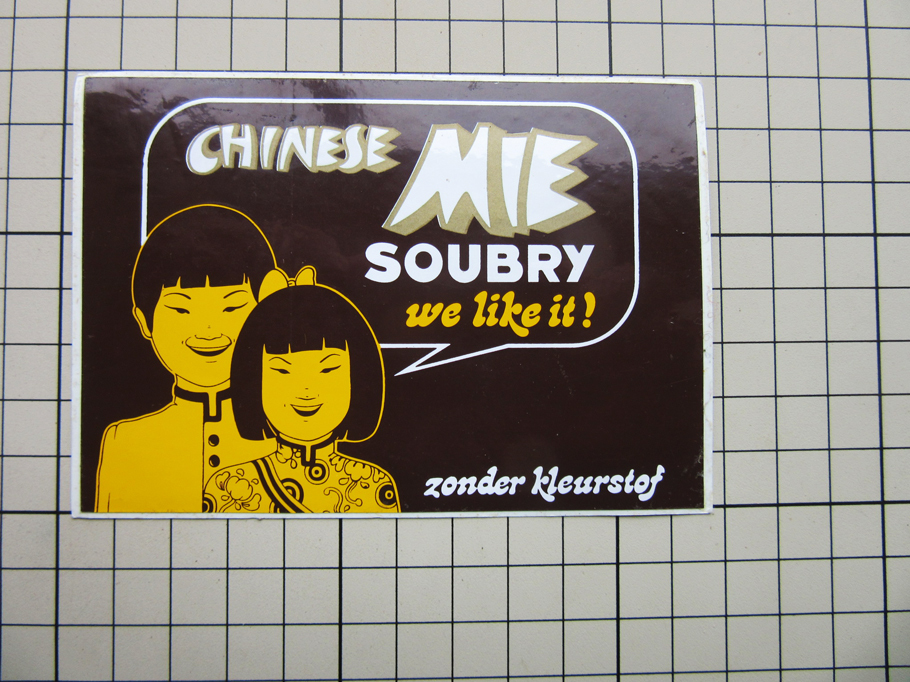 CHINESE MIE
SOUBRY
we like it!
zonder kleurstof